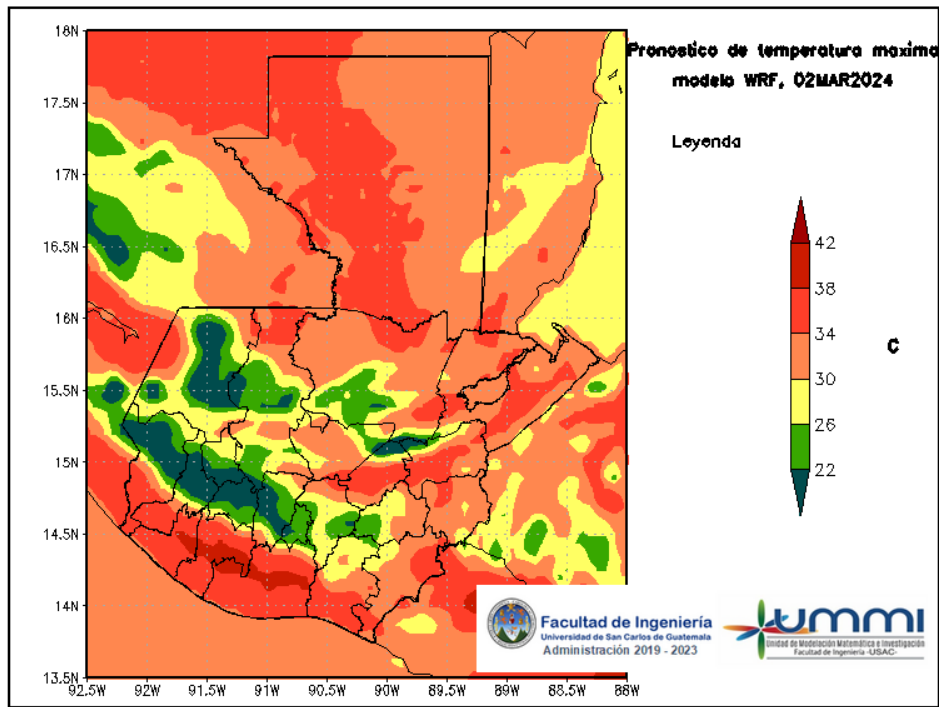 Pronostico de temperatura maxima
modelo WRF, 02MAR2024
Leyenda
18N
17.5N
17N
16.5N
16N
15.5N
15N
14.5N
14N
13.5N
92.5W
92W
91.5W
91W
90.5W
90W
89.5W
89W
88.5W
88W
42
38
34
30
26
22
C
Facultad de Ingeniería
Universidad de San Carlos de Guatemala
Administración 2019 - 2023
UMMI
Unidad de Modelación Matemática e Investigación
Facultad de Ingeniería -USAC-